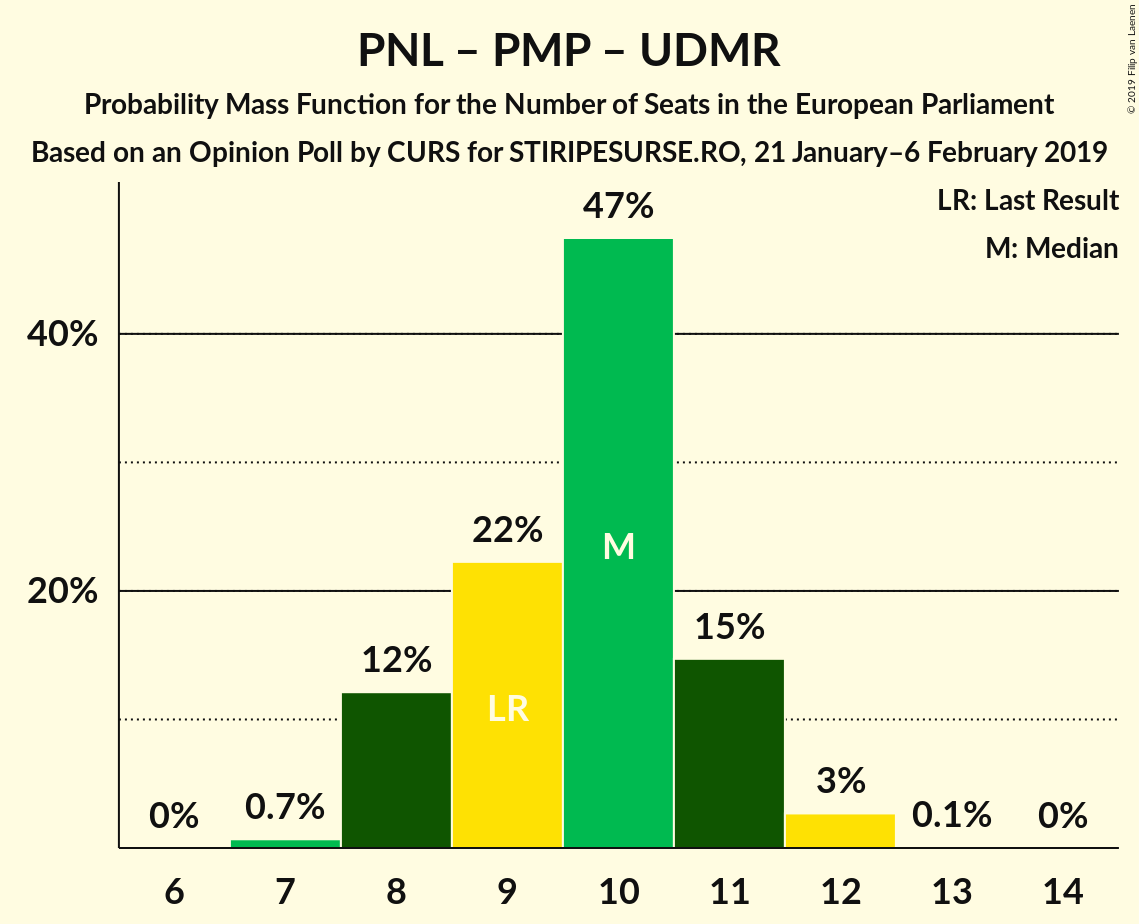 PNL – PMP – UDMR
Probability Mass Function for the Number of Seats in the European Parliament
Based on an Opinion Poll by CURS for STIRIPESURSE.RO, 21 January–6 February 2019
© 2019 Filip van Laenen
LR: Last Result
M: Median
47%
40%
22%
M
20%
15%
12%
LR
3%
0%
0.7%
0.1%
0%
6 7 8 9 10 11 12 13 14